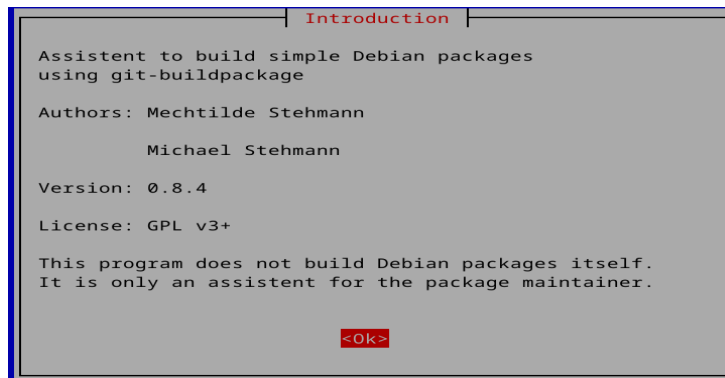 Introduction
Assistent to build simple Debian packages
using git-buildpackage
Authors: Mechtilde Stehmann
Michael Stehmann
Version: 0.8.4
License: GPL v3+
This program does not build Debian packages itself.
It is only an assistent for the package maintainer.
<Ok>